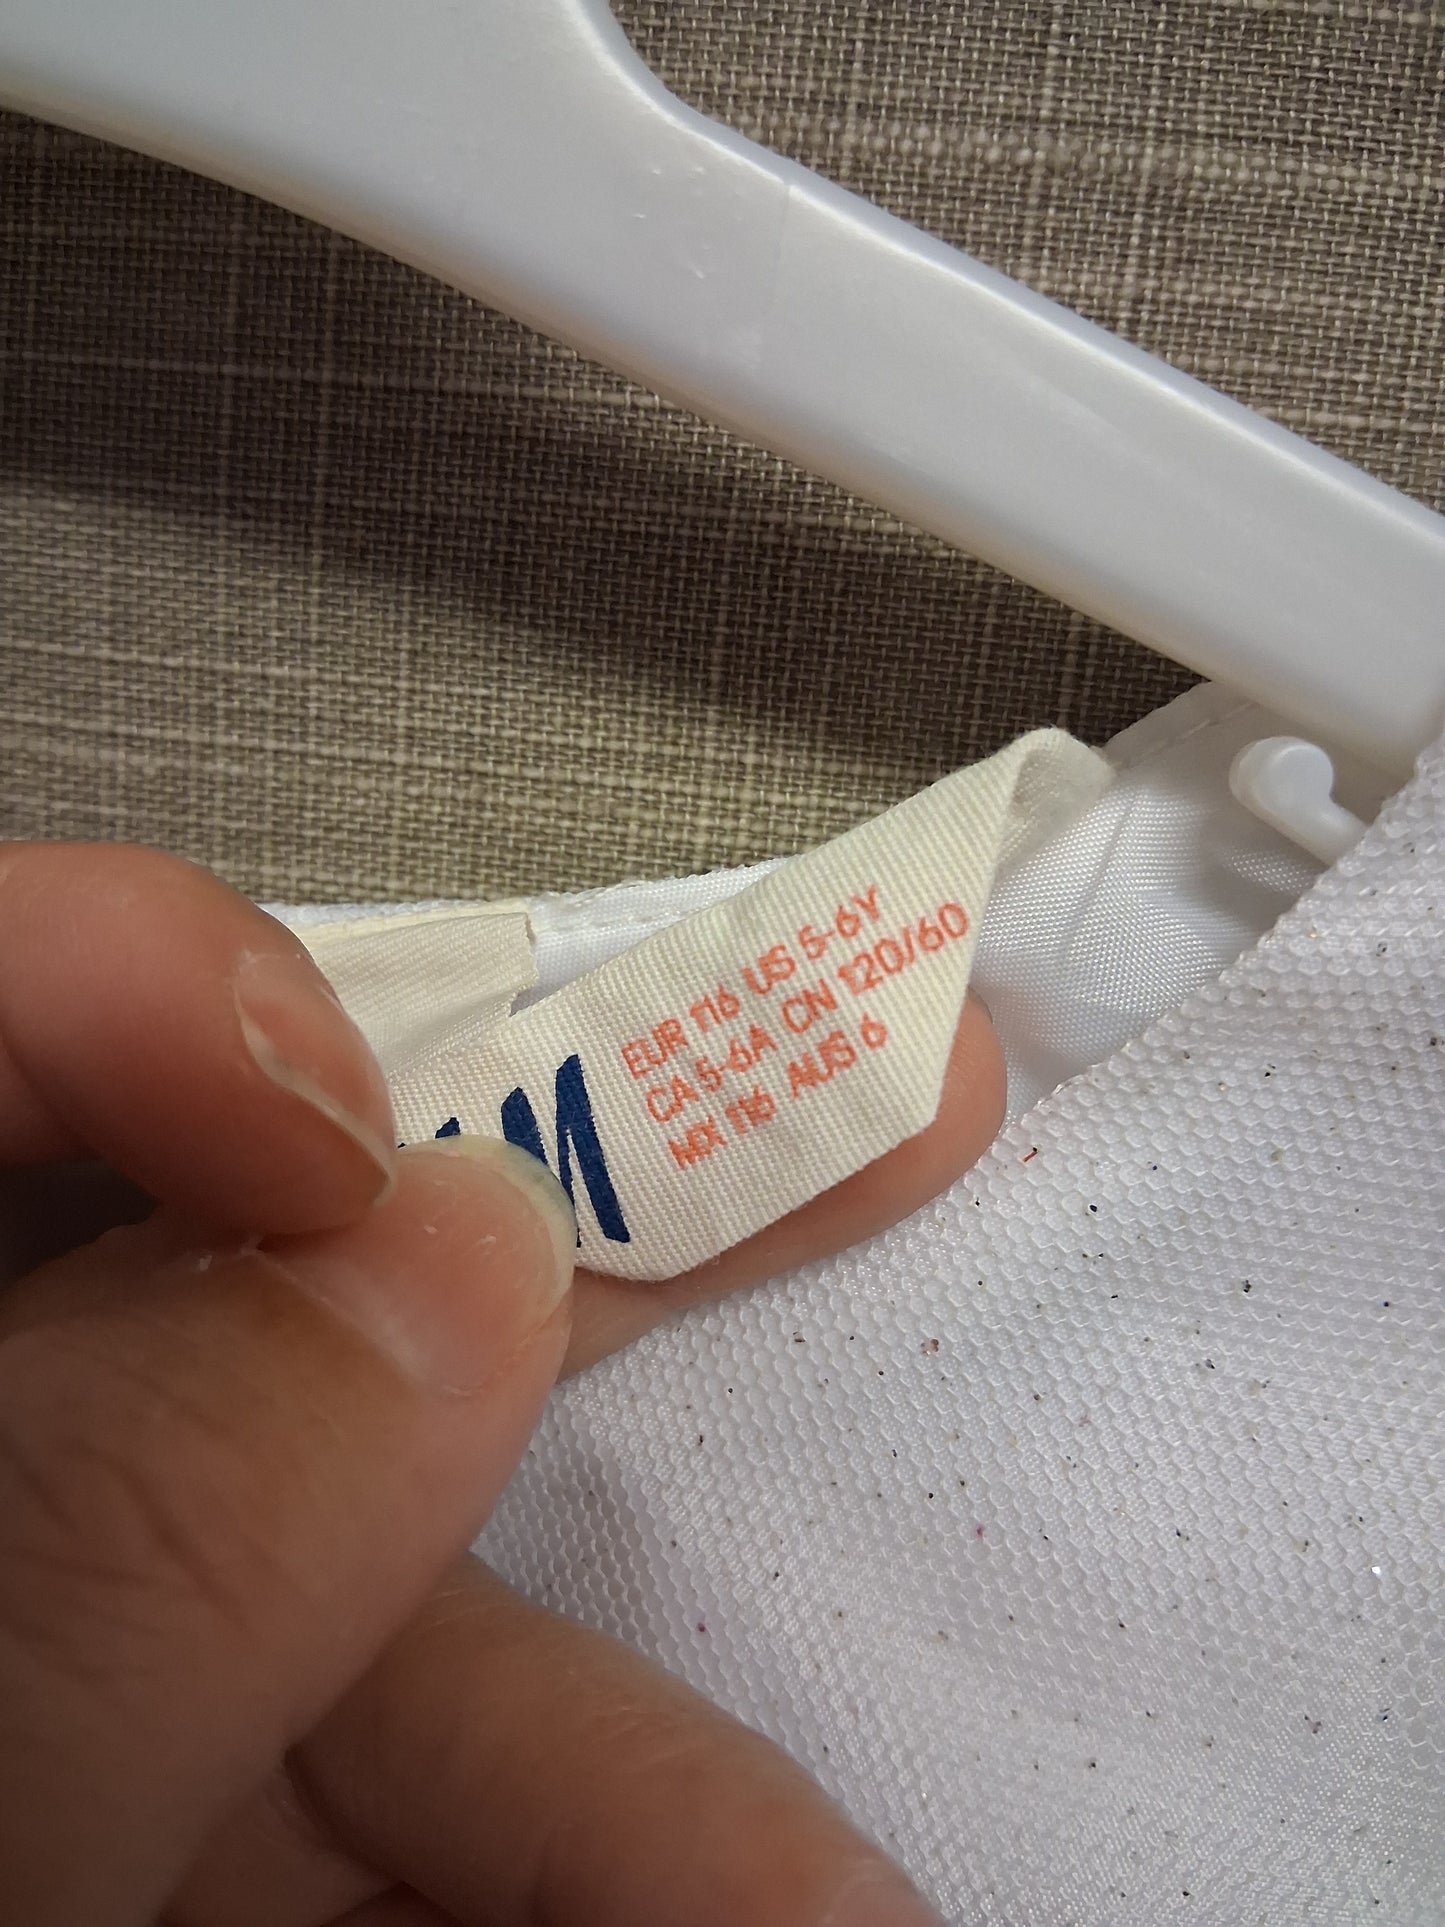 EUR 116 US 5-6Y
CA 5-6A CN 120/60
MX 116 AUS 6